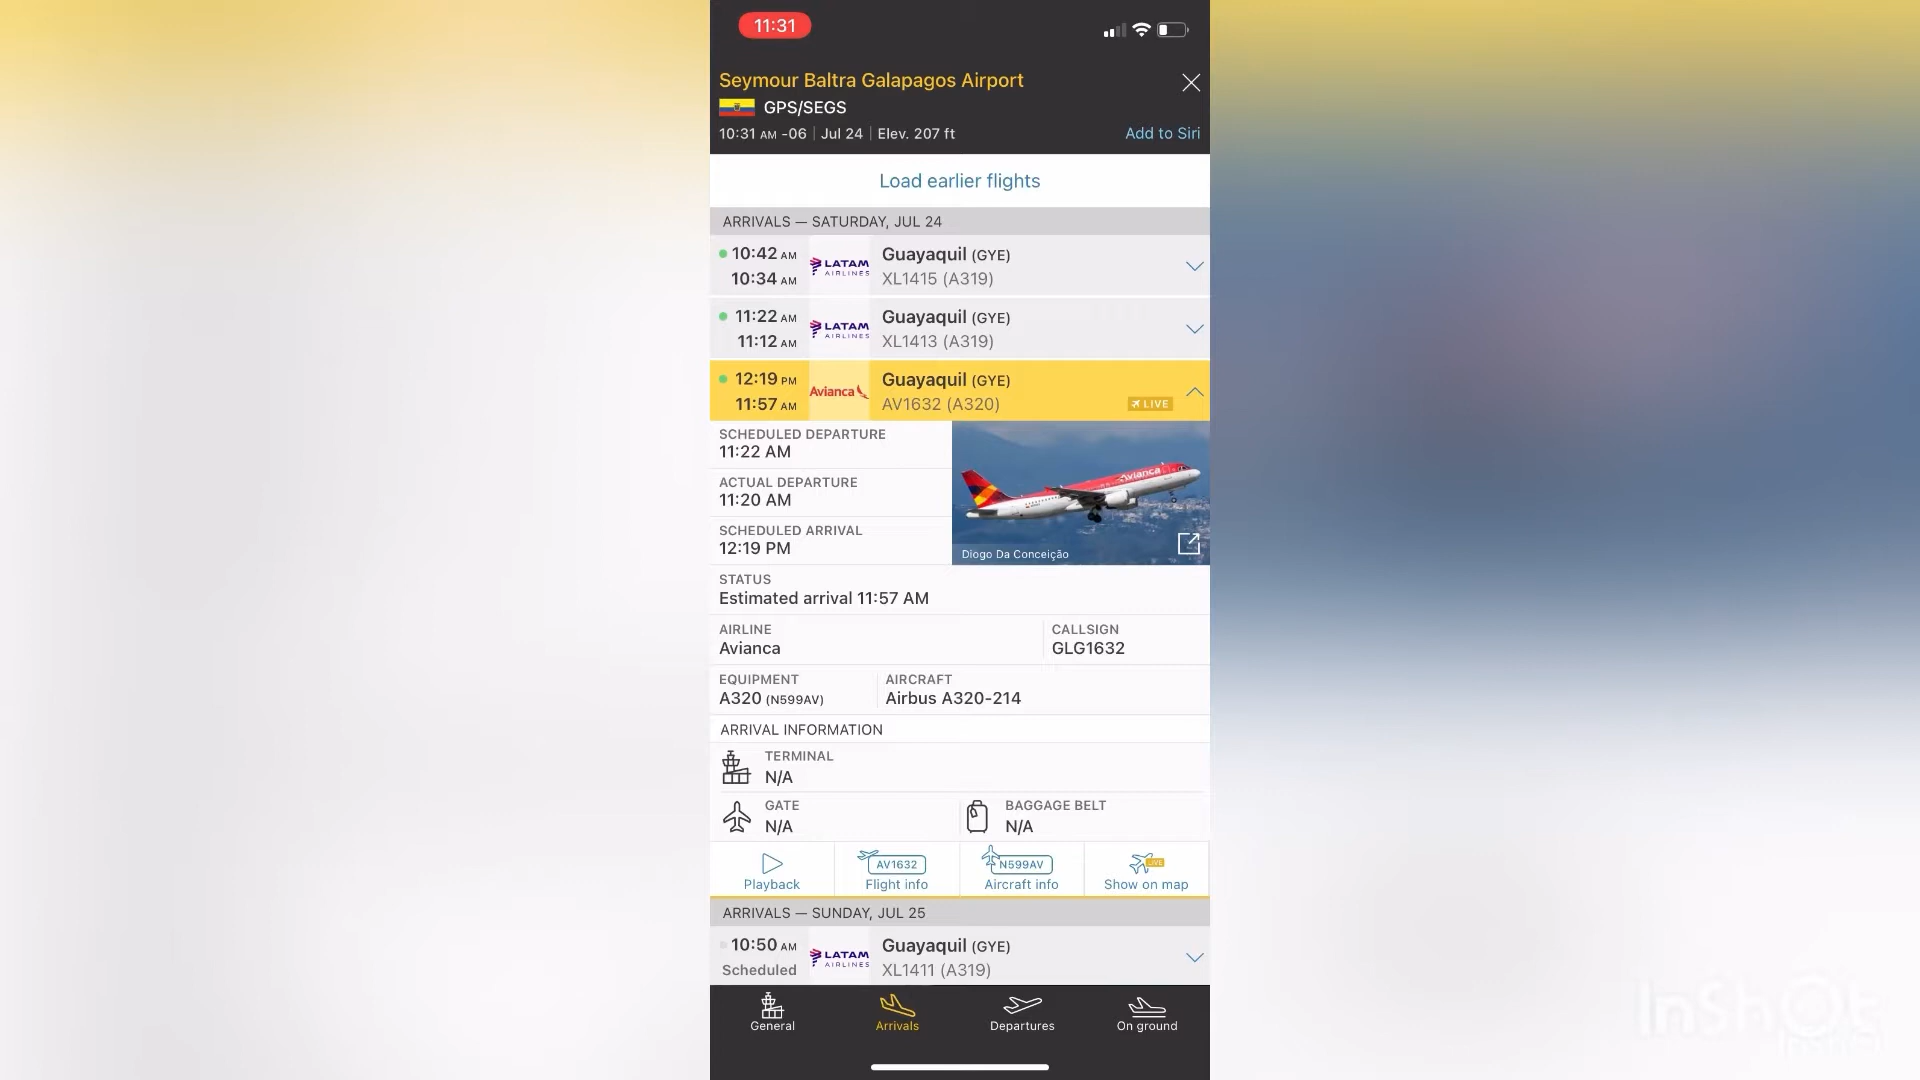 11:31
Seymour Baltra Galapagos Airport
GPS/SEGS
10:31 AM -06 | Jul 24 | Elev. 207 ft
Add to Siri
Load earlier flights
ARRIVALS — SATURDAY, JUL 24
10:42 AM
10:34 AM
LATAM
AIRLINES
Guayaquil (GYE)
XL1415 (A319)
11:22 AM
11:12 AM
LATAM
AIRLINES
Guayaquil (GYE)
XL1413 (A319)
12:19 PM
11:57 AM
Avianca
Guayaquil (GYE)
AV1632 (A320)
LIVE
SCHEDULED DEPARTURE
11:22 AM
ACTUAL DEPARTURE
11:20 AM
SCHEDULED ARRIVAL
12:19 PM
Avianca
Diogo Da Conceição
STATUS
Estimated arrival 11:57 AM
AIRLINE
Avianca
CALLSIGN
GLG1632
EQUIPMENT
A320 (N599AV)
AIRCRAFT
Airbus A320-214
ARRIVAL INFORMATION
TERMINAL
N/A
GATE
N/A
BAGGAGE BELT
N/A
Playback
AV1632
Flight info
N599AV
Aircraft info
LIVE
Show on map
ARRIVALS — SUNDAY, JUL 25
10:50 AM
Scheduled
LATAM
AIRLINES
Guayaquil (GYE)
XL1411 (A319)
General
Arrivals
Departures
On ground
InShOt